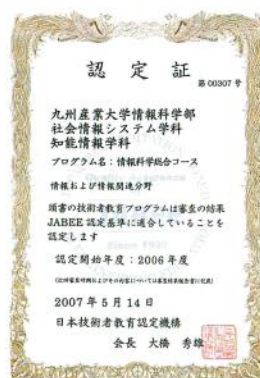 認定証
第00307号
九州産業大学情報科学部
社会情報システム学科
知能情報学科
プログラム名：情報科学総合コース
情報および情報関連分野
頭書の技術者教育プログラムは審査の結果
JABEE認定基準に適合していることを
認定します
認定開始年度：2006年度
2007年5月14日
日本技術者教育認定機構
会長 大橋 秀雄